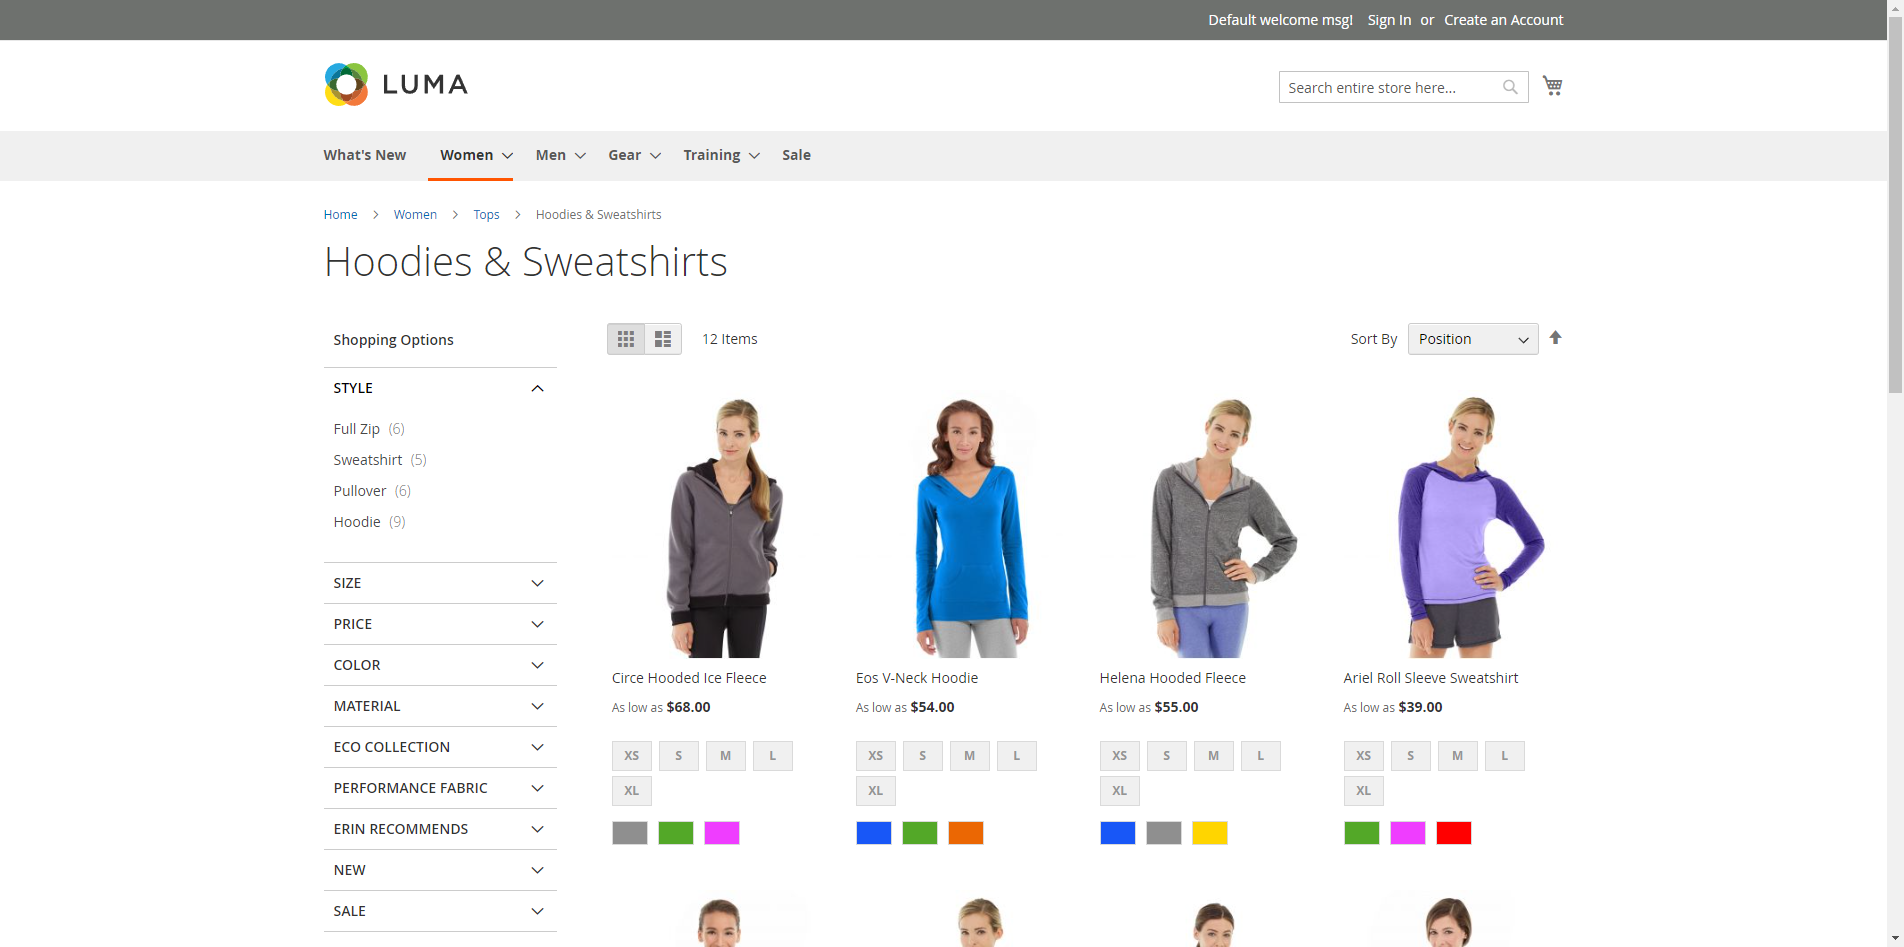 Default welcome msg! Sign In or Create an Account
LUMA
Search entire store here...
What's New Women Men Gear Training Sale
Home Women Tops Hoodies & Sweatshirts
Hoodies & Sweatshirts
Shopping Options
12 Items
Sort By Position
STYLE
Full Zip (6)
Sweatshirt (5)
Pullover (6)
Hoodie (9)
SIZE
PRICE
COLOR
MATERIAL
ECO COLLECTION
PERFORMANCE FABRIC
ERIN RECOMMENDS
NEW
SALE
Circe Hooded Ice Fleece
As low as $68.00
XS S M L
XL
Eos V-Neck Hoodie
As low as $54.00
XS S M L
XL
Helena Hooded Fleece
As low as $55.00
XS S M L
XL
Ariel Roll Sleeve Sweatshirt
As low as $39.00
XS S M L
XL